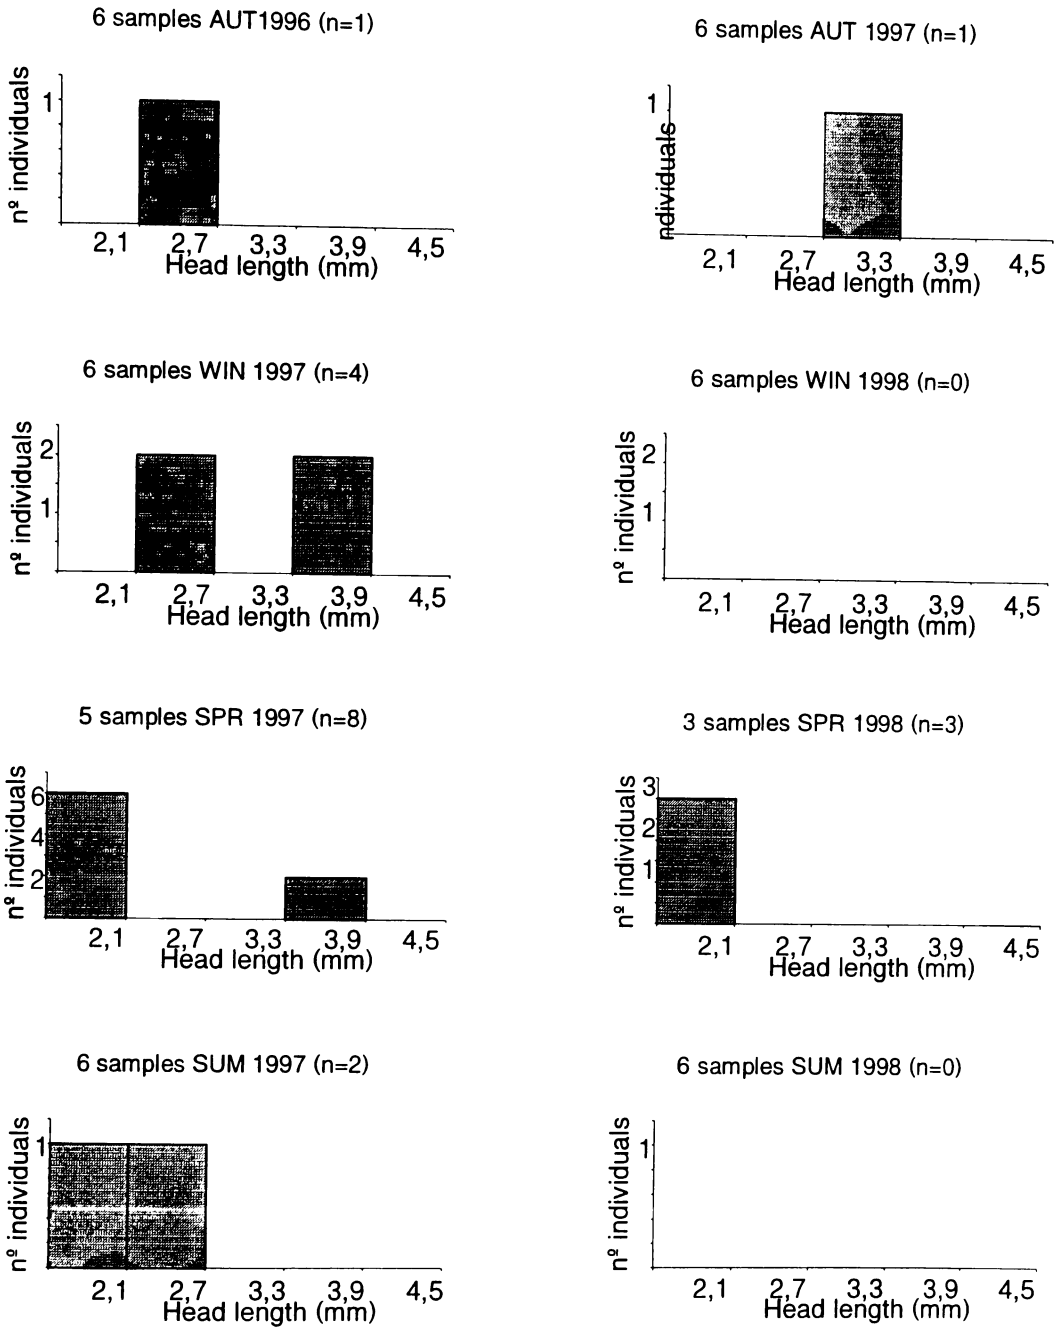 6 samples AUT1996 (n=1)
nº individuals
1
2,1 2,7 3,3 3,9 4,5
Head length (mm)
6 samples AUT 1997 (n=1)
ndividuals
1
2,1 2,7 3,3 3,9 4,5
Head length (mm)
6 samples WIN 1997 (n=4)
nº individuals
2
1
2,1 2,7 3,3 3,9 4,5
Head length (mm)
6 samples WIN 1998 (n=0)
nº individuals
2
1
2,1 2,7 3,3 3,9 4,5
Head length (mm)
5 samples SPR 1997 (n=8)
nº individuals
6
4
2
2,1 2,7 3,3 3,9 4,5
Head length (mm)
3 samples SPR 1998 (n=3)
nº individuals
3
2
1
2,1 2,7 3,3 3,9 4,5
Head length (mm)
6 samples SUM 1997 (n=2)
nº individuals
1
2,1 2,7 3,3 3,9 4,5
Head length (mm)
6 samples SUM 1998 (n=0)
nº individuals
1
2,1 2,7 3,3 3,9 4,5
Head length (mm)